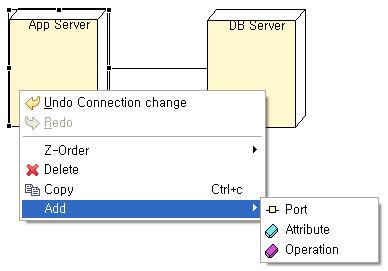 App Server
DB Server
Undo Connection change
Redo
Z-Order
Delete
Copy Ctrl+c
Add
Port
Attribute
Operation